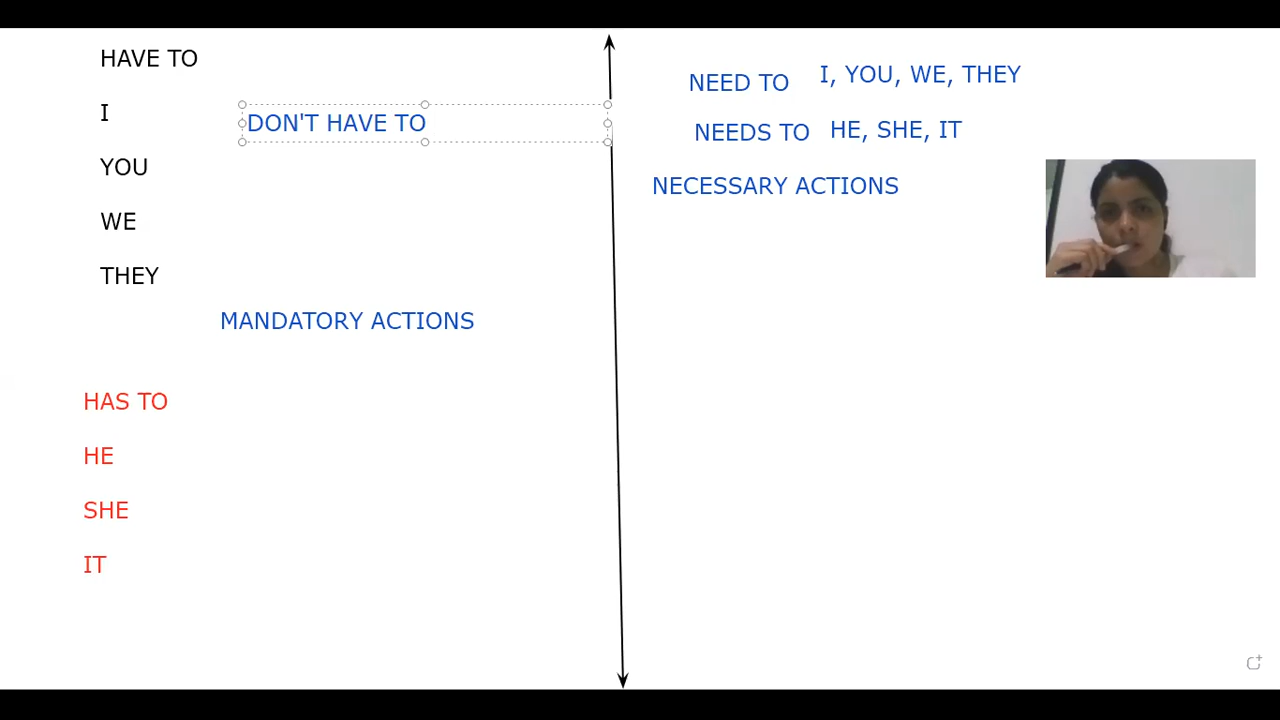 HAVE TO
I
DON'T HAVE TO
YOU
WE
THEY
MANDATORY ACTIONS
HAS TO
HE
SHE
IT
NEED TO I, YOU, WE, THEY
NEEDS TO HE, SHE, IT
NECESSARY ACTIONS